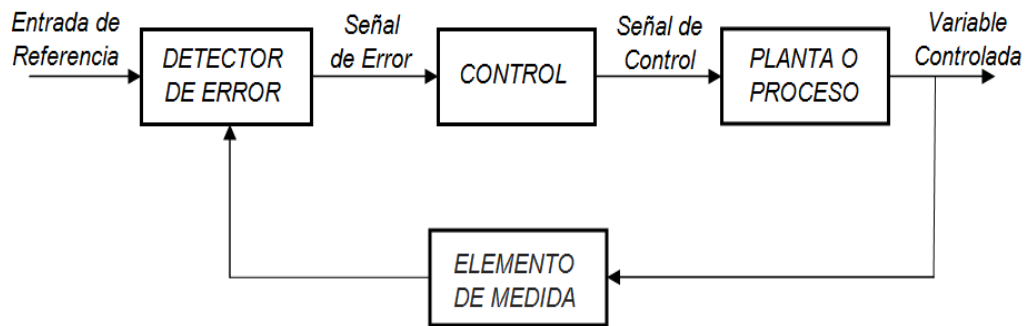 Entrada de
Referencia
DETECTOR
DE ERROR
Señal
de Error
CONTROL
Señal de
Control
PLANTA O
PROCESO
Variable
Controlada
ELEMENTO
DE MEDIDA